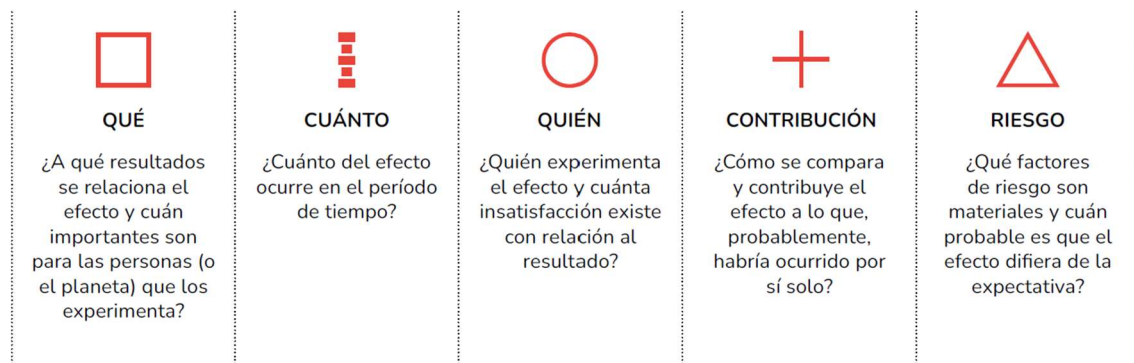 QUÉ
¿A qué resultados
se relaciona el
efecto y cuán
importantes son
para las personas (o
el planeta) que los
experimenta?
CUÁNTO
¿Cuánto del efecto
ocurre en el período
de tiempo?
QUIÉN
¿Quién experimenta
el efecto y cuánta
insatisfacción existe
con relación al
resultado?
CONTRIBUCIÓN
¿Cómo se compara
y contribuye el
efecto a lo que,
probablemente,
habría ocurrido por
sí solo?
RIESGO
¿Qué factores
de riesgo son
materiales y cuán
probable es que el
efecto difiera de la
expectativa?